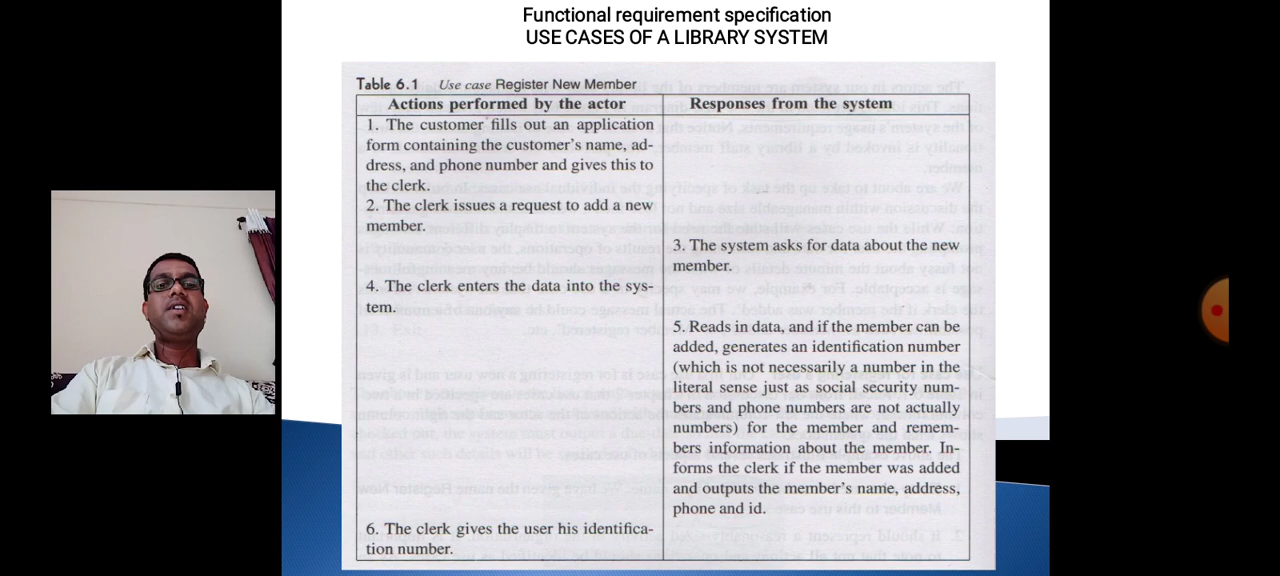 Functional requirement specification
USE CASES OF A LIBRARY SYSTEM
Table 6.1 Use case Register New Member
Actions performed by the actor
Responses from the system
1. The customer fills out an application
form containing the customer's name, ad-
dress, and phone number and gives this to
the clerk.
2. The clerk issues a request to add a new
member.
3. The system asks for data about the new
member.
4. The clerk enters the data into the sys-
tem.
5. Reads in data, and if the member can be
added, generates an identification number
(which is not necessarily a number in the
literal sense just as social security num-
bers and phone numbers are not actually
numbers) for the member and remem-
bers information about the member. In-
forms the clerk if the member was added
and outputs the member's name, address,
phone and id.
6. The clerk gives the user his identifica-
tion number.